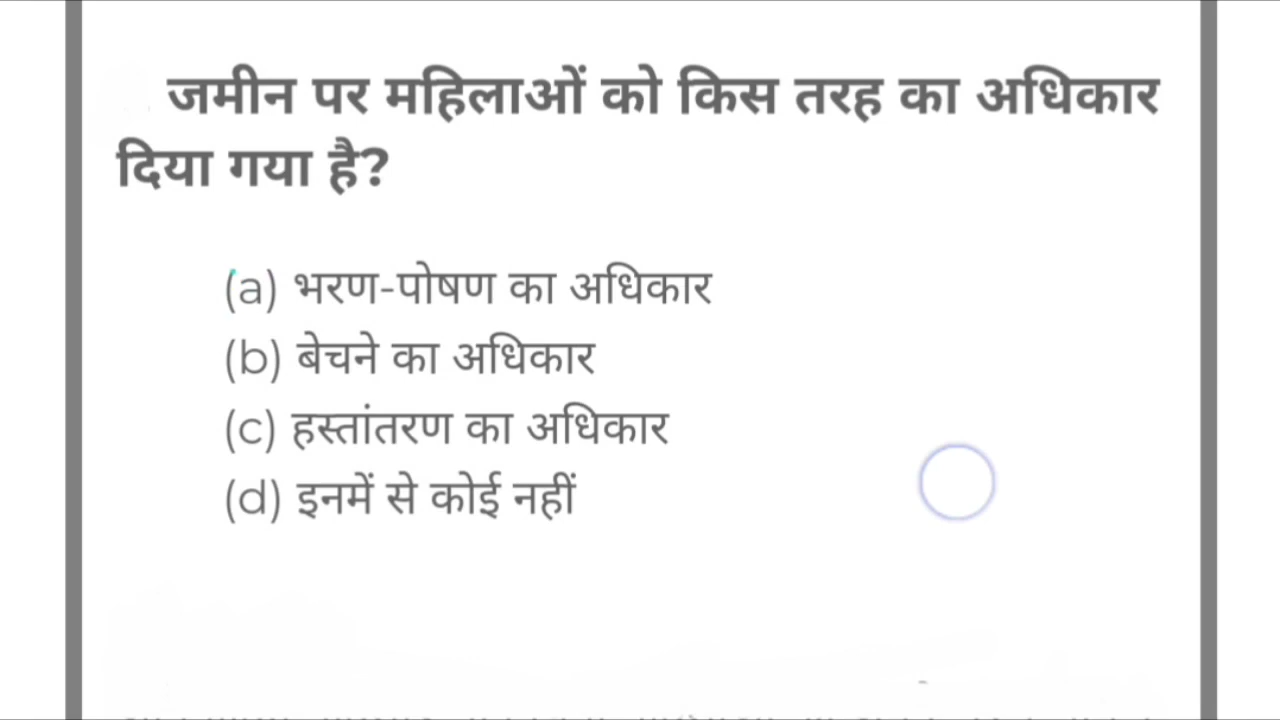 जमीन पर महिलाओं को किस तरह का अधिकार
दिया गया है?
(a) भरण-पोषण का अधिकार
(b) बेचने का अधिकार
(c) हस्तांतरण का अधिकार
(d) इनमें से कोई नहीं